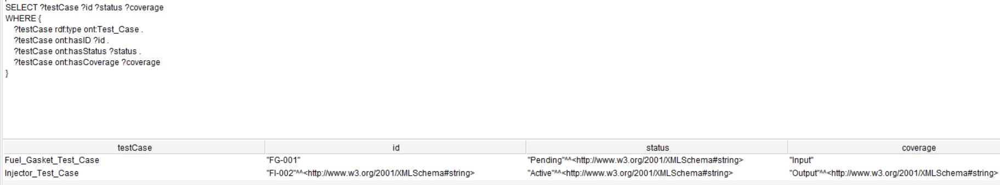 SELECT ?testCase ?id ?status ?coverage
WHERE {
?testCase rdf:type ont:Test_Case .
?testCase ont:hasID ?id .
?testCase ont:hasStatus ?status .
?testCase ont:hasCoverage ?coverage
}
testCase id status coverage
Fuel_Gasket_Test_Case "FG-001" "Pending"^^<http://www.w3.org/2001/XMLSchema#string> "Input"
Injector_Test_Case "FI-002"^^<http://www.w3.org/2001/XMLSchema#string> "Active"^^<http://www.w3.org/2001/XMLSchema#string> "Output"^^<http://www.w3.org/2001/XMLSchema#string>